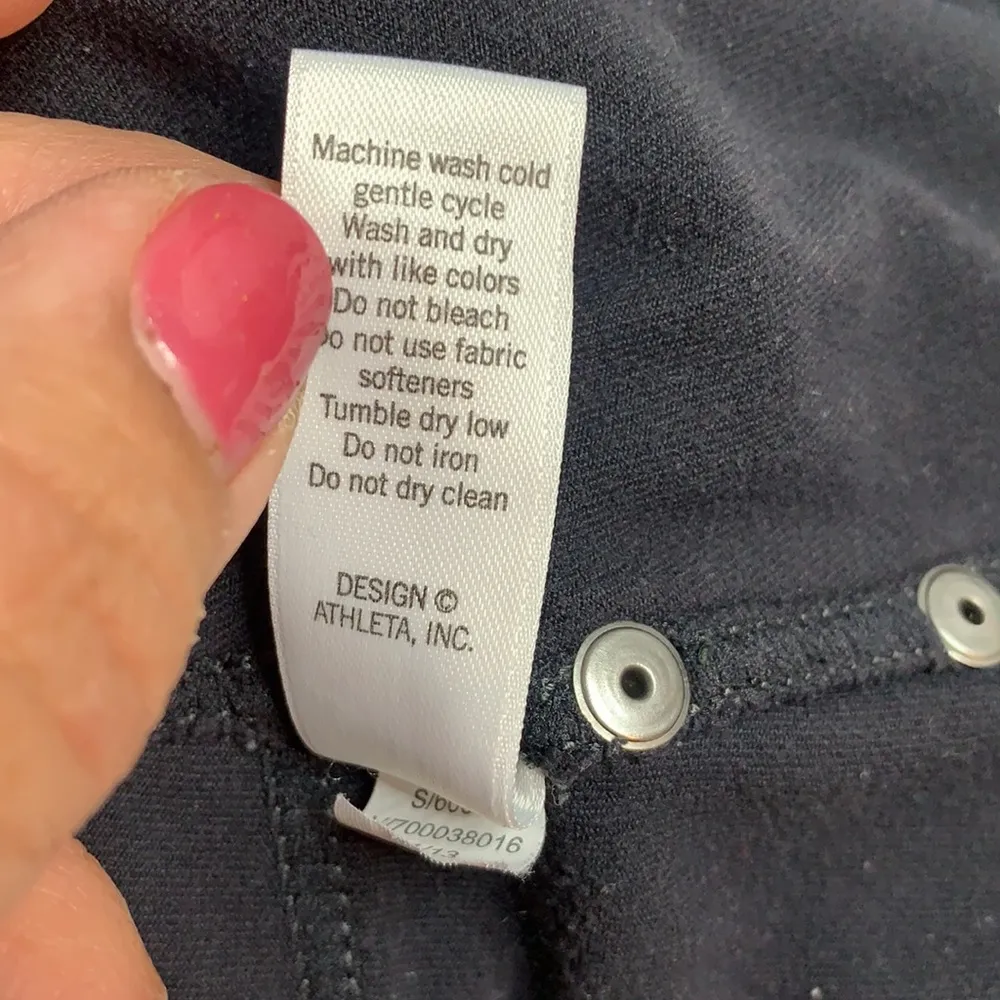 Machine wash cold
gentle cycle
Wash and dry
with like colors
Do not bleach
Do not use fabric
softeners
Tumble dry low
Do not iron
Do not dry clean
DESIGN ©
ATHLETA, INC.
700038016